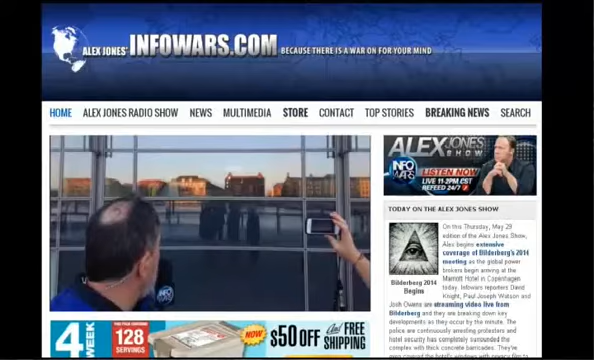 ALEX JONES' INFOWARS.COM BECAUSE THERE IS A WAR ON FOR YOUR MIND
HOME ALEX JONES RADIO SHOW NEWS MULTIMEDIA STORE CONTACT TOP STORIES BREAKING NEWS SEARCH
ALEX JONES
SHOW
INFO
WARS
LISTEN NOW
LIVE 11-2PM CST
REFEED 24/7
TODAY ON THE ALEX JONES SHOW
On this Thursday, May 29
edition of the Alex Jones Show,
Alex begins extensive
coverage of Bilderberg's 2014
meeting as the global power
brokers begin arriving at the
Marriott Hotel in Copenhagen
today. Infowars reporters David
Knight, Paul Joseph Watson and
Bilderberg 2014
Begins
Josh Owens are streaming video live from
Bilderberg and they are breaking down key
developments as they occur by the minute. The
police are continuously arresting protesters and
hotel security has completely surrounded the
complex with thick concrete barricades. They've
4 WEEK
128
SERVINGS
NOW
$50 OFF And FREE
SHIPPING